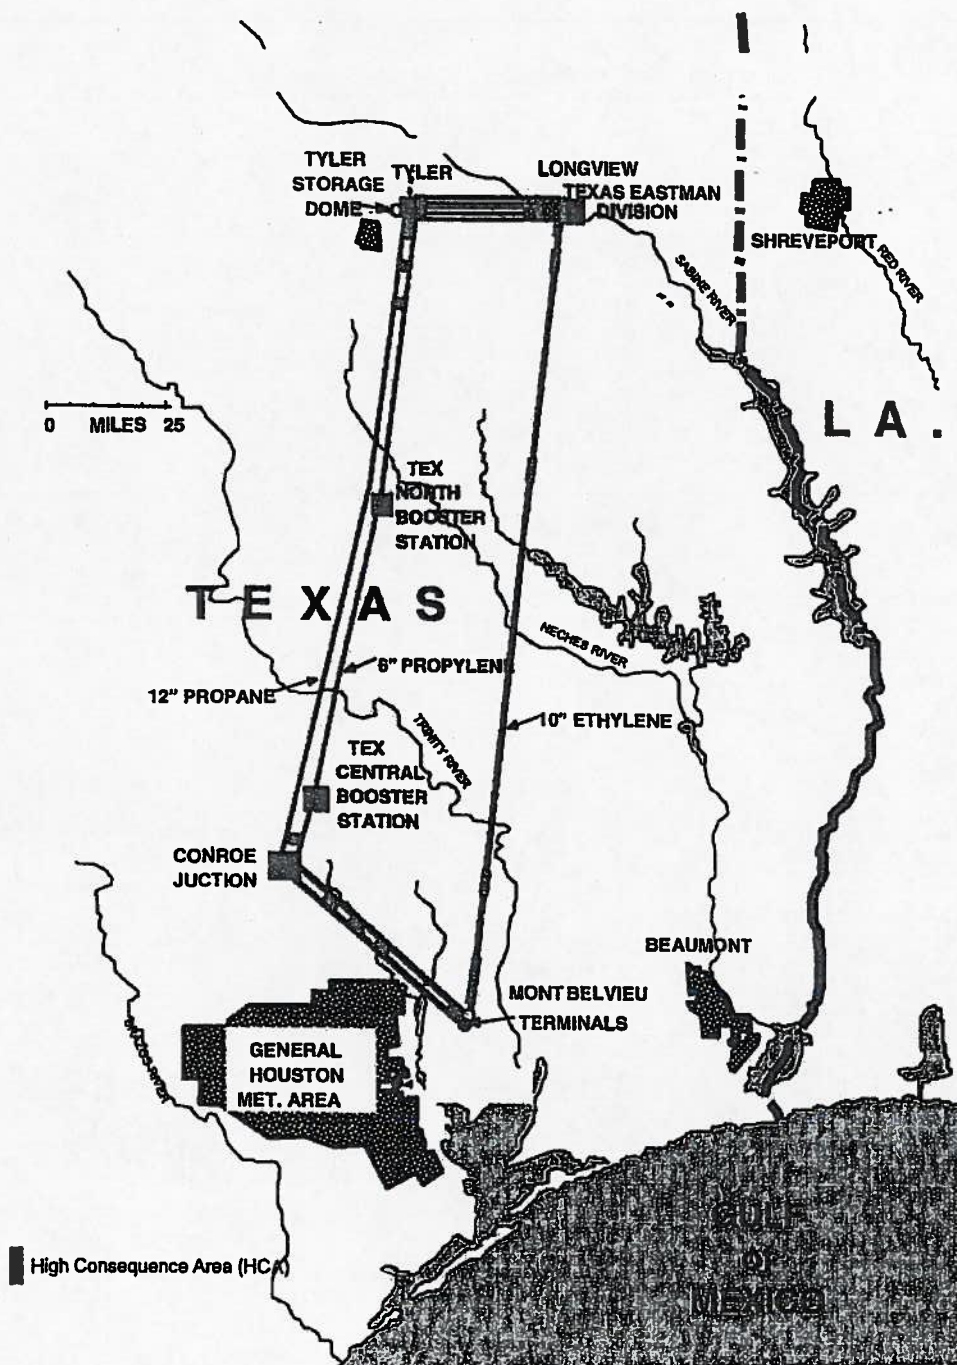 TYLER
STORAGE
DOME
TYLER
LONGVIEW
TEXAS EASTMAN
DIVISION
SHREVEPORT
RED RIVER
SABINE RIVER
L A .
0 MILES 25
TEX
NORTH
BOOSTER
STATION
T E X A S
NECHES RIVER
6" PROPYLENE
12" PROPANE
10" ETHYLENE
TRINITY RIVER
TEX
CENTRAL
BOOSTER
STATION
CONROE
JUCTION
BEAUMONT
MONT BELVIEU
TERMINALS
GENERAL
HOUSTON
MET. AREA
BRAZOS RIVER
GULF
OF
MEXICO
High Consequence Area (HCA)